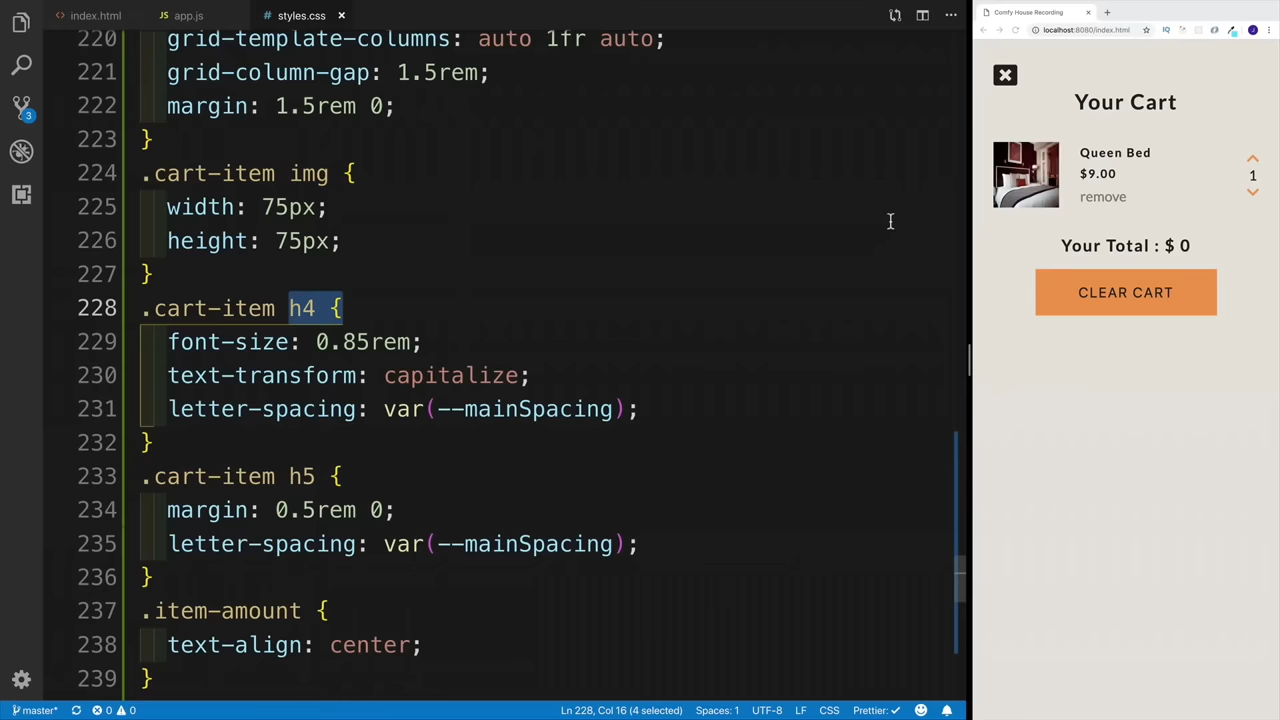 index.html
app.js
styles.css
220
grid-template-columns: auto 1fr auto;
221
grid-column-gap: 1.5rem;
222
margin: 1.5rem 0;
223
}
224
.cart-item img {
225
width: 75px;
226
height: 75px;
227
}
228
.cart-item h4 {
229
font-size: 0.85rem;
230
text-transform: capitalize;
231
letter-spacing: var(--mainSpacing);
232
}
233
.cart-item h5 {
234
margin: 0.5rem 0;
235
letter-spacing: var(--mainSpacing);
236
}
237
.item-amount {
238
text-align: center;
239
}
3
master*
0
0
Ln 228, Col 16 (4 selected)
Spaces: 1
UTF-8
LF
CSS
Prettier: ✓
Comfy House Recording
localhost:8080/index.html
IQ
J
Your Cart
Queen Bed
$9.00
remove
1
Your Total : $ 0
CLEAR CART